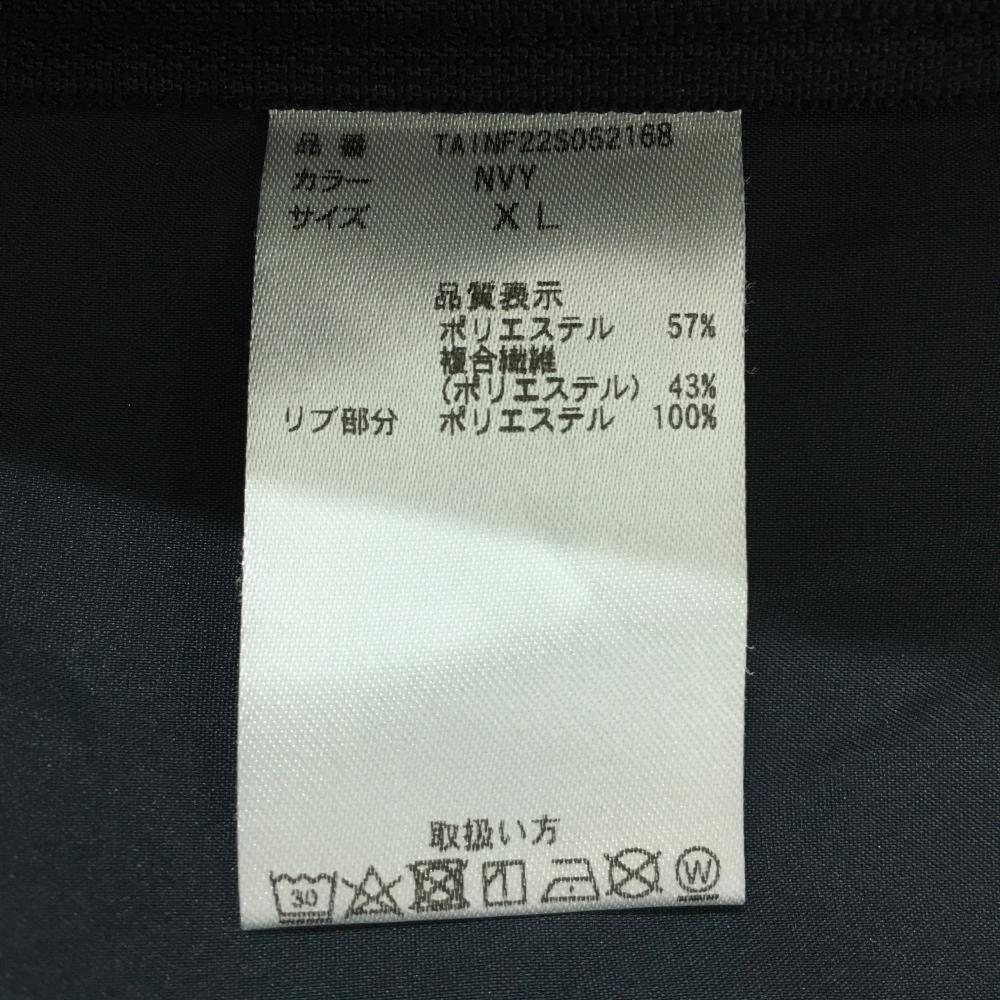 品番 TAINF22S052168
カラー NVY
サイズ XL
品質表示
ポリエステル 57%
複合繊維
(ポリエステル) 43%
リブ部分 ポリエステル 100%
取扱い方
30 W